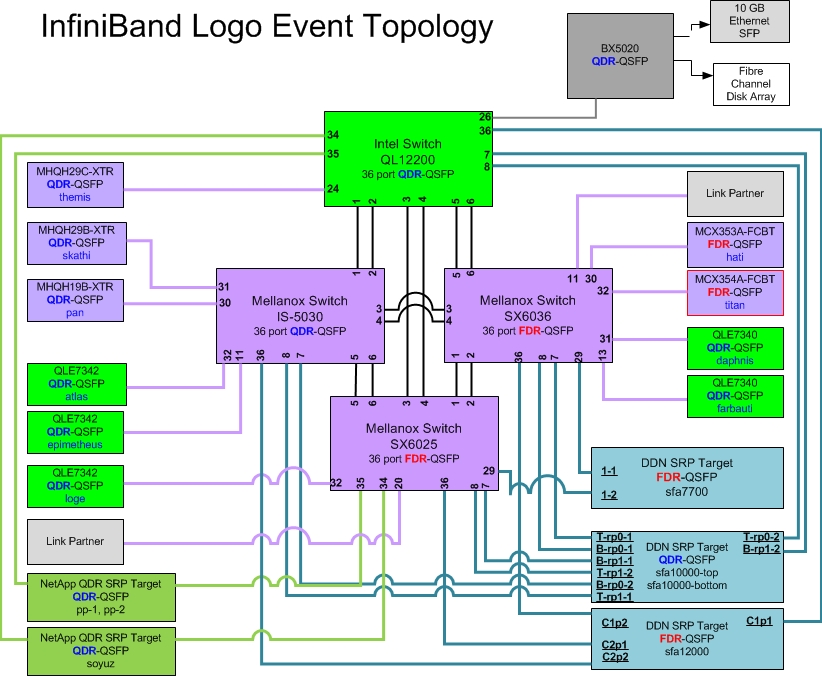 InfiniBand Logo Event Topology
10 GB
Ethernet
SFP
BX5020
QDR-QSFP
Fibre
Channel
Disk Array
34
35
24
Intel Switch
QL12200
36 port QDR-QSFP
26
36
7
8
1
2
3
4
5
6
MHQH29C-XTR
QDR-QSFP
themis
MHQH29B-XTR
QDR-QSFP
skathi
MHQH19B-XTR
QDR-QSFP
pan
Link Partner
MCX353A-FCBT
FDR-QSFP
hati
MCX354A-FCBT
FDR-QSFP
titan
QLE7340
QDR-QSFP
daphnis
QLE7340
QDR-QSFP
farbauti
1
2
31
30
Mellanox Switch
IS-5030
36 port QDR-QSFP
3
4
32
11
36
8
7
5
6
5
6
11
30
3
4
Mellanox Switch
SX6036
36 port FDR-QSFP
32
31
1
2
36
8
7
29
13
QLE7342
QDR-QSFP
atlas
QLE7342
QDR-QSFP
epimetheus
QLE7342
QDR-QSFP
loge
Link Partner
5
6
3
4
1
2
Mellanox Switch
SX6025
36 port FDR-QSFP
29
32
35
34
20
36
8
7
1-1
1-2
DDN SRP Target
FDR-QSFP
sfa7700
T-rp0-1
B-rp0-1
B-rp1-1
T-rp1-2
B-rp0-2
T-rp1-1
DDN SRP Target
QDR-QSFP
sfa10000-top
sfa10000-bottom
T-rp0-2
B-rp1-2
NetApp QDR SRP Target
QDR-QSFP
pp-1, pp-2
NetApp QDR SRP Target
QDR-QSFP
soyuz
C1p2
C2p1
C2p2
DDN SRP Target
FDR-QSFP
sfa12000
C1p1